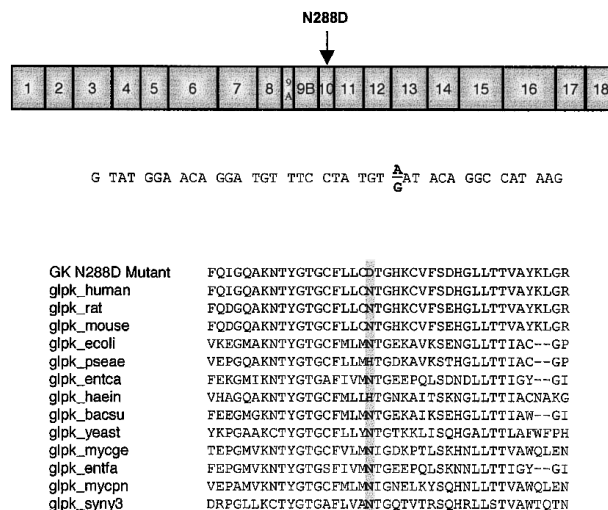 N288D
1 2 3 4 5 6 7 8 9A 9B 10 11 12 13 14 15 16 17 18
G TAT GGA ACA GGA TGT TTC CTA TGT A/G AT ACA GGC CAT AAG
GK N288D Mutant FQIGQAKNTYGTGCFLLCDTGHKCVFSDHGLLTTVAYKLGR
glpk_human FQIGQAKNTYGTGCFLLCNTGHKCVFSDHGLLTTVAYKLGR
glpk_rat FQDGQAKNTYGTGCFLLCNTGHKCVFSEHGLLTTVAYKLGR
glpk_mouse FQDGQAKNTYGTGCFLLCNTGHKCVFSEHGLLTTVAYKLGR
glpk_ecoli VKEGMAKNTYGTGCFMLMNTGEKAVKSENGLLTTIAC--GP
glpk_pseae VEPGQAKNTYGTGCFLLMHTGDKAVKSTHGLLTTIAC--GP
glpk_entca FEKGMIKNTYGTGAFIVMNTGEEPQLSDNDLLTTIGY--GI
glpk_haein VHAGQAKNTYGTGCFMLLHTGNKAITSKNGLLTTIACNAKG
glpk_bacsu FEEGMGKNTYGTGCFMLMNTGEKAIKSEHGLLTTIAW--GI
glpk_yeast YKPGAAKCTYGTGCFLLYNTGTKKLISQHGALTTLAFWFPH
glpk_mycge TEPGMVKNTYGTGCFMLMNIGDKPTLSKHNLLTTVAWQLEN
glpk_entfa FEPGMVKNTYGTGSFIVMNTGEEPQLSKNNLLTTIGY--GI
glpk_mycpn VEPAMVKNTYGTGCFMLMNIGNELKYSQHNLLTTVAWQLEN
glpk_syny3 DRPGLLKCTYGTGAFLVANTGQTVTRSQHRLLSTVAWTQTN